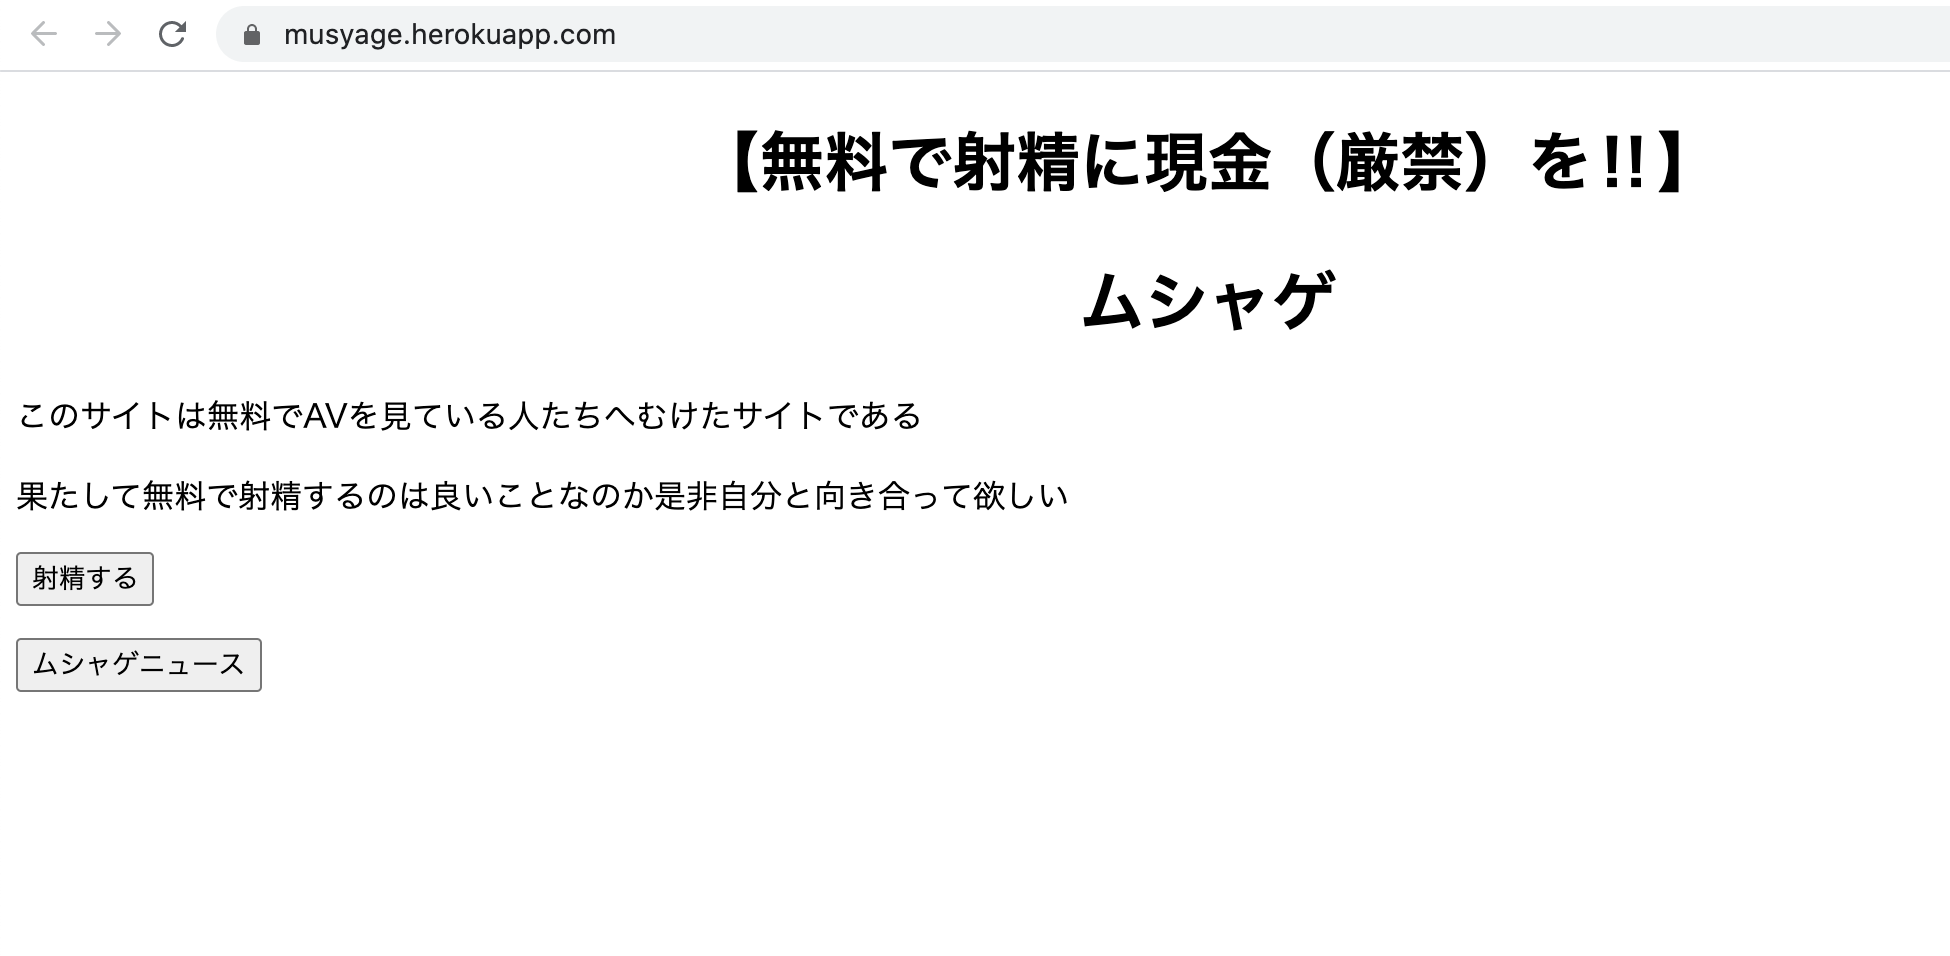 musyage.herokuapp.com
【無料で射精に現金（厳禁）を!!】
ムシャゲ
このサイトは無料でAVを見ている人たちへむけたサイトである
果たして無料で射精するのは良いことなのか是非自分と向き合って欲しい
射精する
ムシャゲニュース